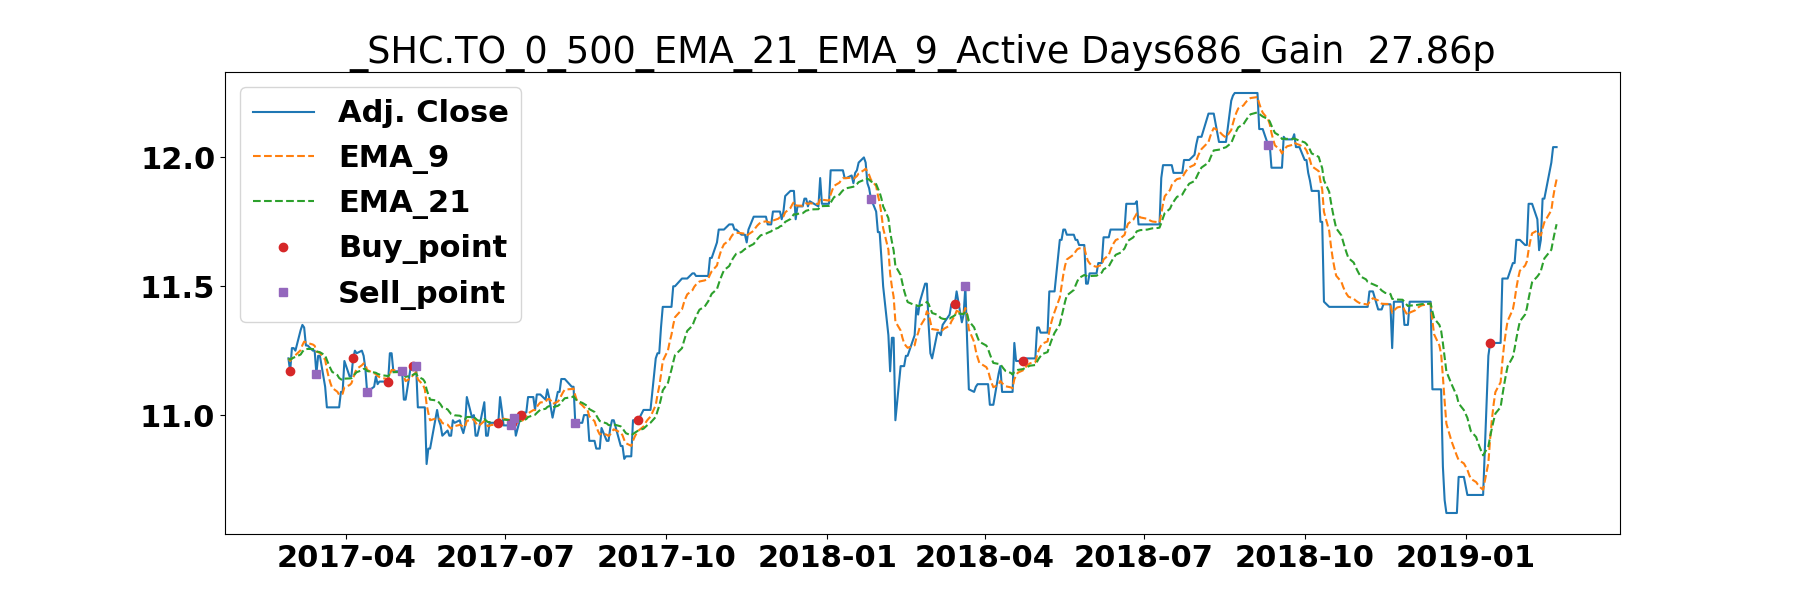 _SHC.TO_0_500_EMA_21_EMA_9_Active Days686_Gain  27.86p
Adj. Close
EMA_9
EMA_21
Buy_point
Sell_point
12.0
11.5
11.0
2017-04 2017-07 2017-10 2018-01 2018-04 2018-07 2018-10 2019-01